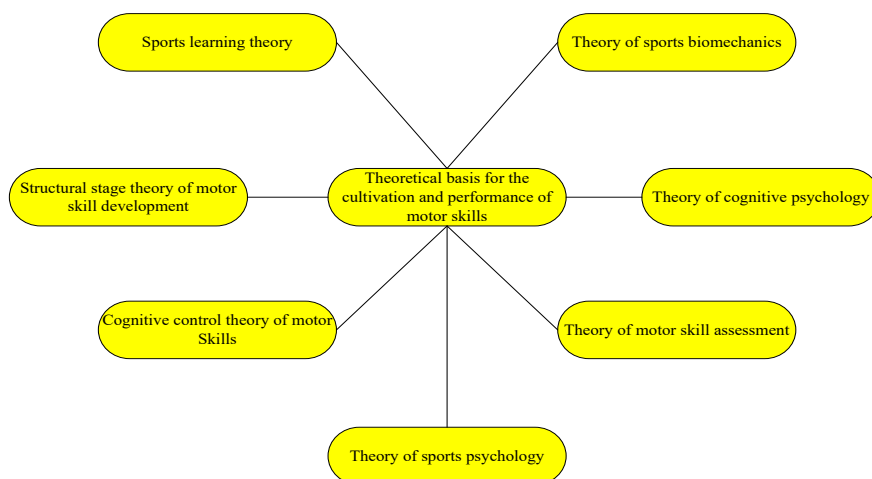 Sports learning theory
Theory of sports biomechanics
Structural stage theory of motor
skill development
Theoretical basis for the
cultivation and performance of
motor skills
Theory of cognitive psychology
Cognitive control theory of motor
Skills
Theory of motor skill assessment
Theory of sports psychology